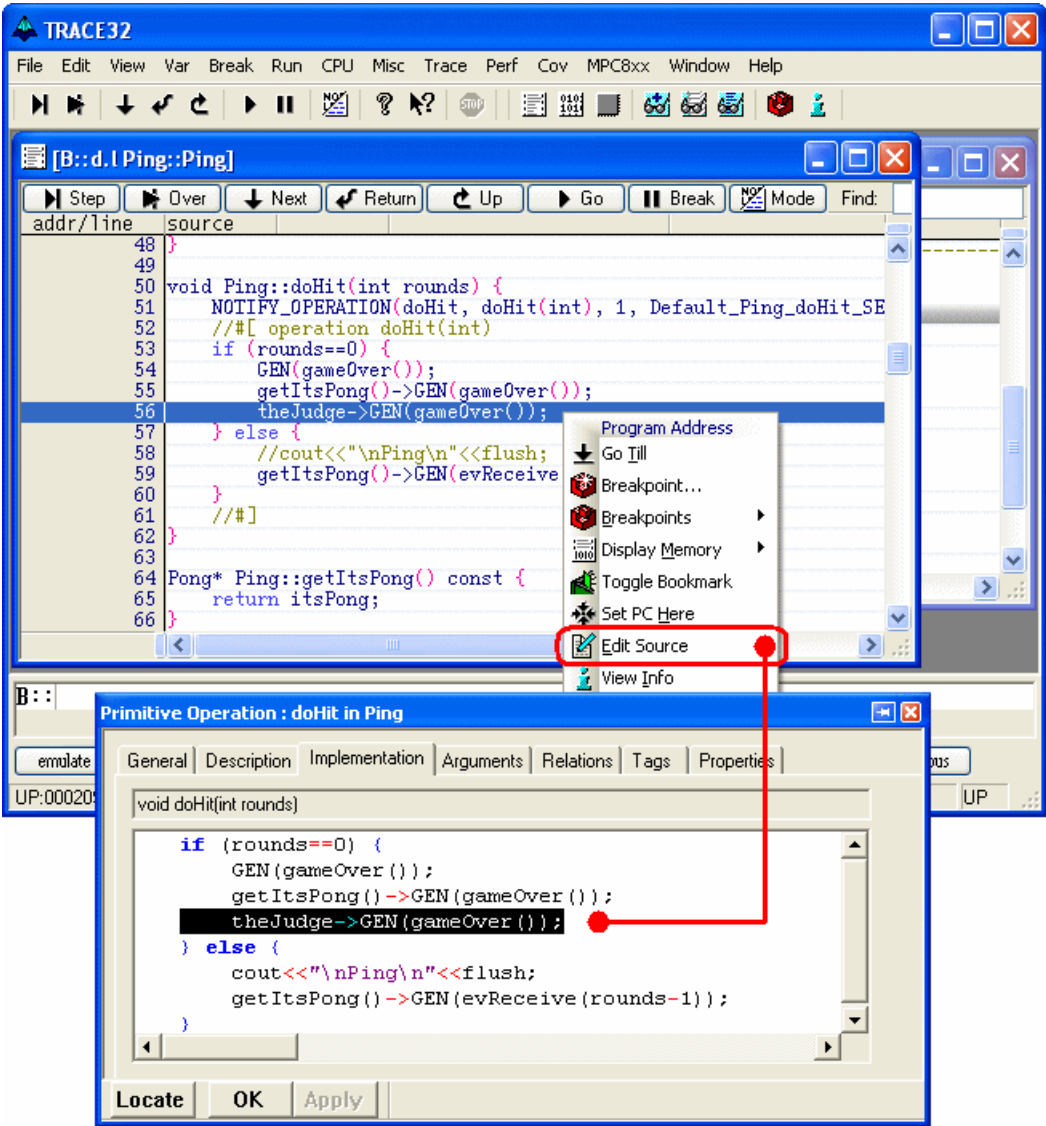 TRACE32
File Edit View Var Break Run CPU Misc Trace Perf Cov MPC8xx Window Help
[B::d.l Ping::Ping]
Step Over Next Return Up Go Break Mode Find:
addr/line source
48 }
49
50 void Ping::doHit(int rounds) {
51 NOTIFY_OPERATION(doHit, doHit(int), 1, Default_Ping_doHit_SE
52 //#[ operation doHit(int)
53 if (rounds==0) {
54 GEN(gameOver());
55 getItsPong()->GEN(gameOver());
56 theJudge->GEN(gameOver());
57 } else {
58 //cout<<"\nPing\n"<<flush;
59 getItsPong()->GEN(evReceive
60 }
61 //#]
62 }
63
64 Pong* Ping::getItsPong() const {
65 return itsPong;
66 }
Program Address
Go Till
Breakpoint...
Breakpoints
Display Memory
Toggle Bookmark
Set PC Here
Edit Source
View Info
B::
emulate
UP:00020
UP
Primitive Operation : doHit in Ping
General Description Implementation Arguments Relations Tags Properties
void doHit(int rounds)
if (rounds==0) {
GEN(gameOver());
getItsPong()->GEN(gameOver());
theJudge->GEN(gameOver());
} else {
cout<<"\nPing\n"<<flush;
getItsPong()->GEN(evReceive(rounds-1));
}
Locate OK Apply